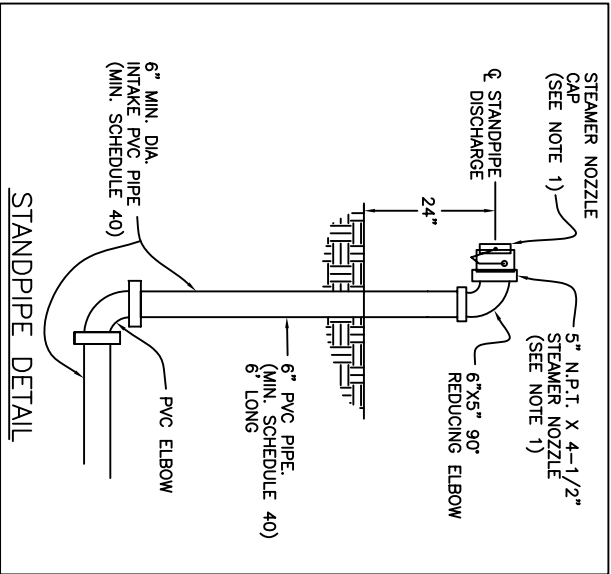 STEAMER NOZZLE
CAP
(SEE NOTE 1)
℄ STANDPIPE
DISCHARGE
24"
5" N.P.T. X 4-1/2"
STEAMER NOZZLE
(SEE NOTE 1)
6"X5" 90°
REDUCING ELBOW
6" MIN. DIA.
INTAKE PVC PIPE
(MIN. SCHEDULE 40)
6" PVC PIPE.
(MIN. SCHEDULE 40)
6' LONG
PVC ELBOW
STANDPIPE DETAIL